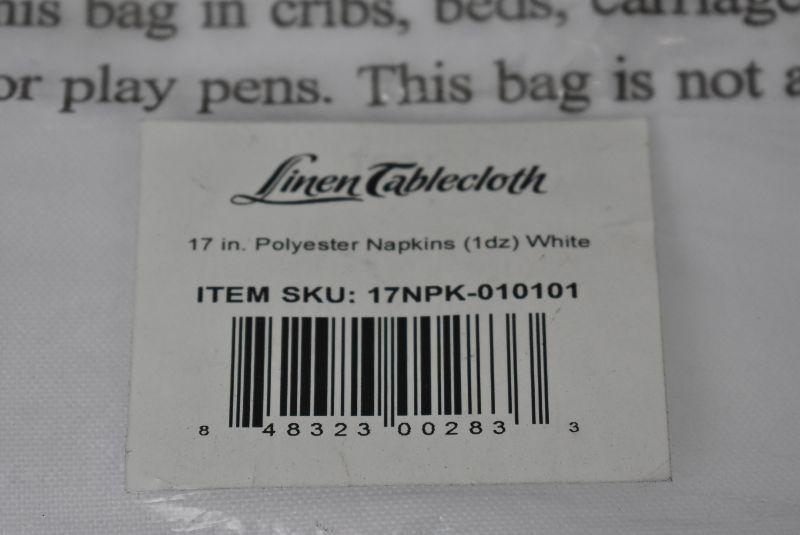 his bag in cribs, beds, carriage
or play pens. This bag is not a
Linen Tablecloth
17 in. Polyester Napkins (1dz) White
ITEM SKU: 17NPK-010101
8 48323 00283 3